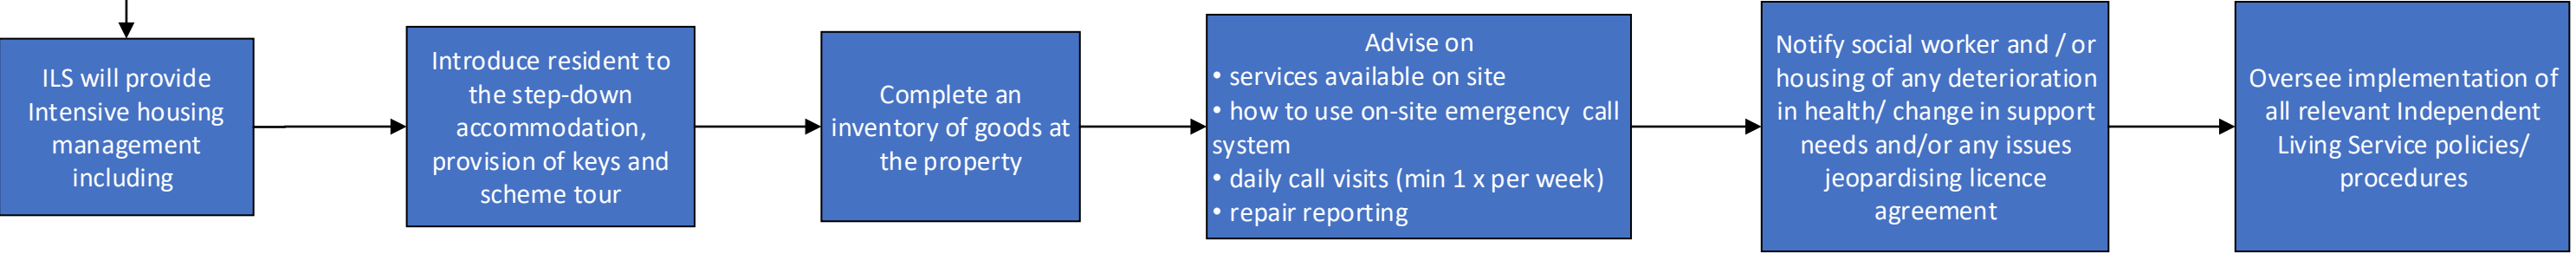 ILS will provide
Intensive housing
management
including
Introduce resident to
the step-down
accommodation,
provision of keys and
scheme tour
Complete an
inventory of goods at
the property
Advise on
• services available on site
• how to use on-site emergency call
system
• daily call visits (min 1 x per week)
• repair reporting
Notify social worker and / or
housing of any deterioration
in health/ change in support
needs and/or any issues
jeopardising licence
agreement
Oversee implementation of
all relevant Independent
Living Service policies/
procedures